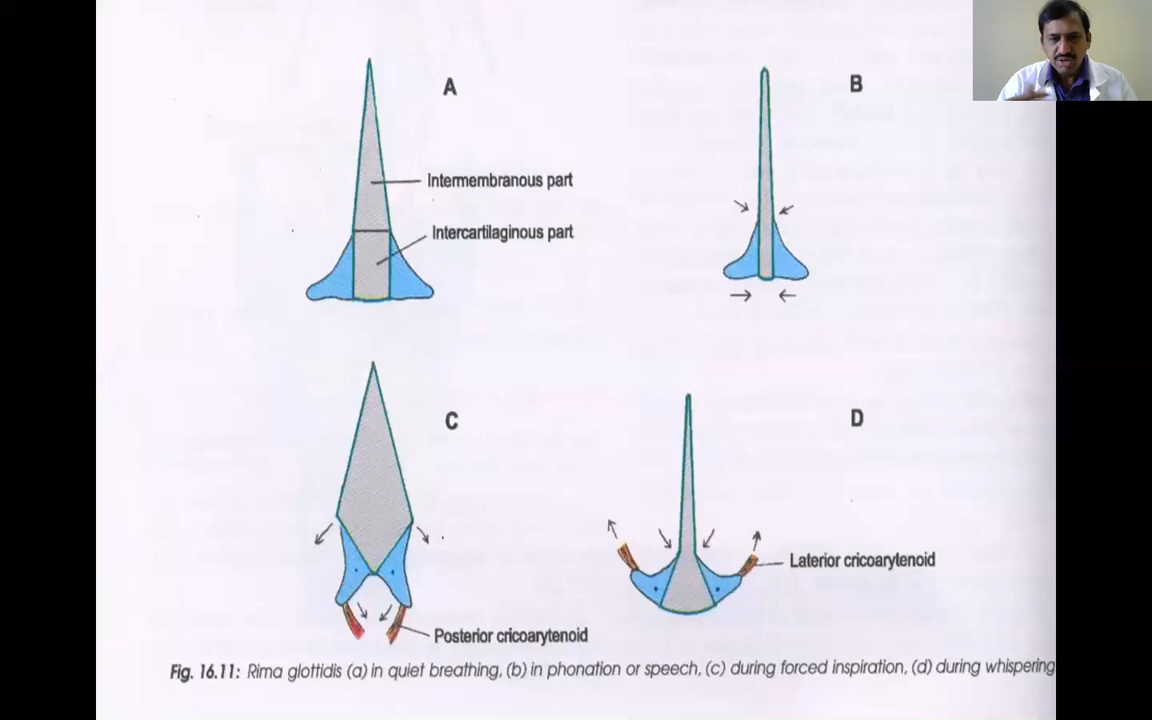 A
B
Intermembranous part
Intercartilaginous part
C
D
Laterior cricoarytenoid
Posterior cricoarytenoid
Fig. 16.11: Rima glottidis (a) in quiet breathing, (b) in phonation or speech, (c) during forced inspiration, (d) during whispering